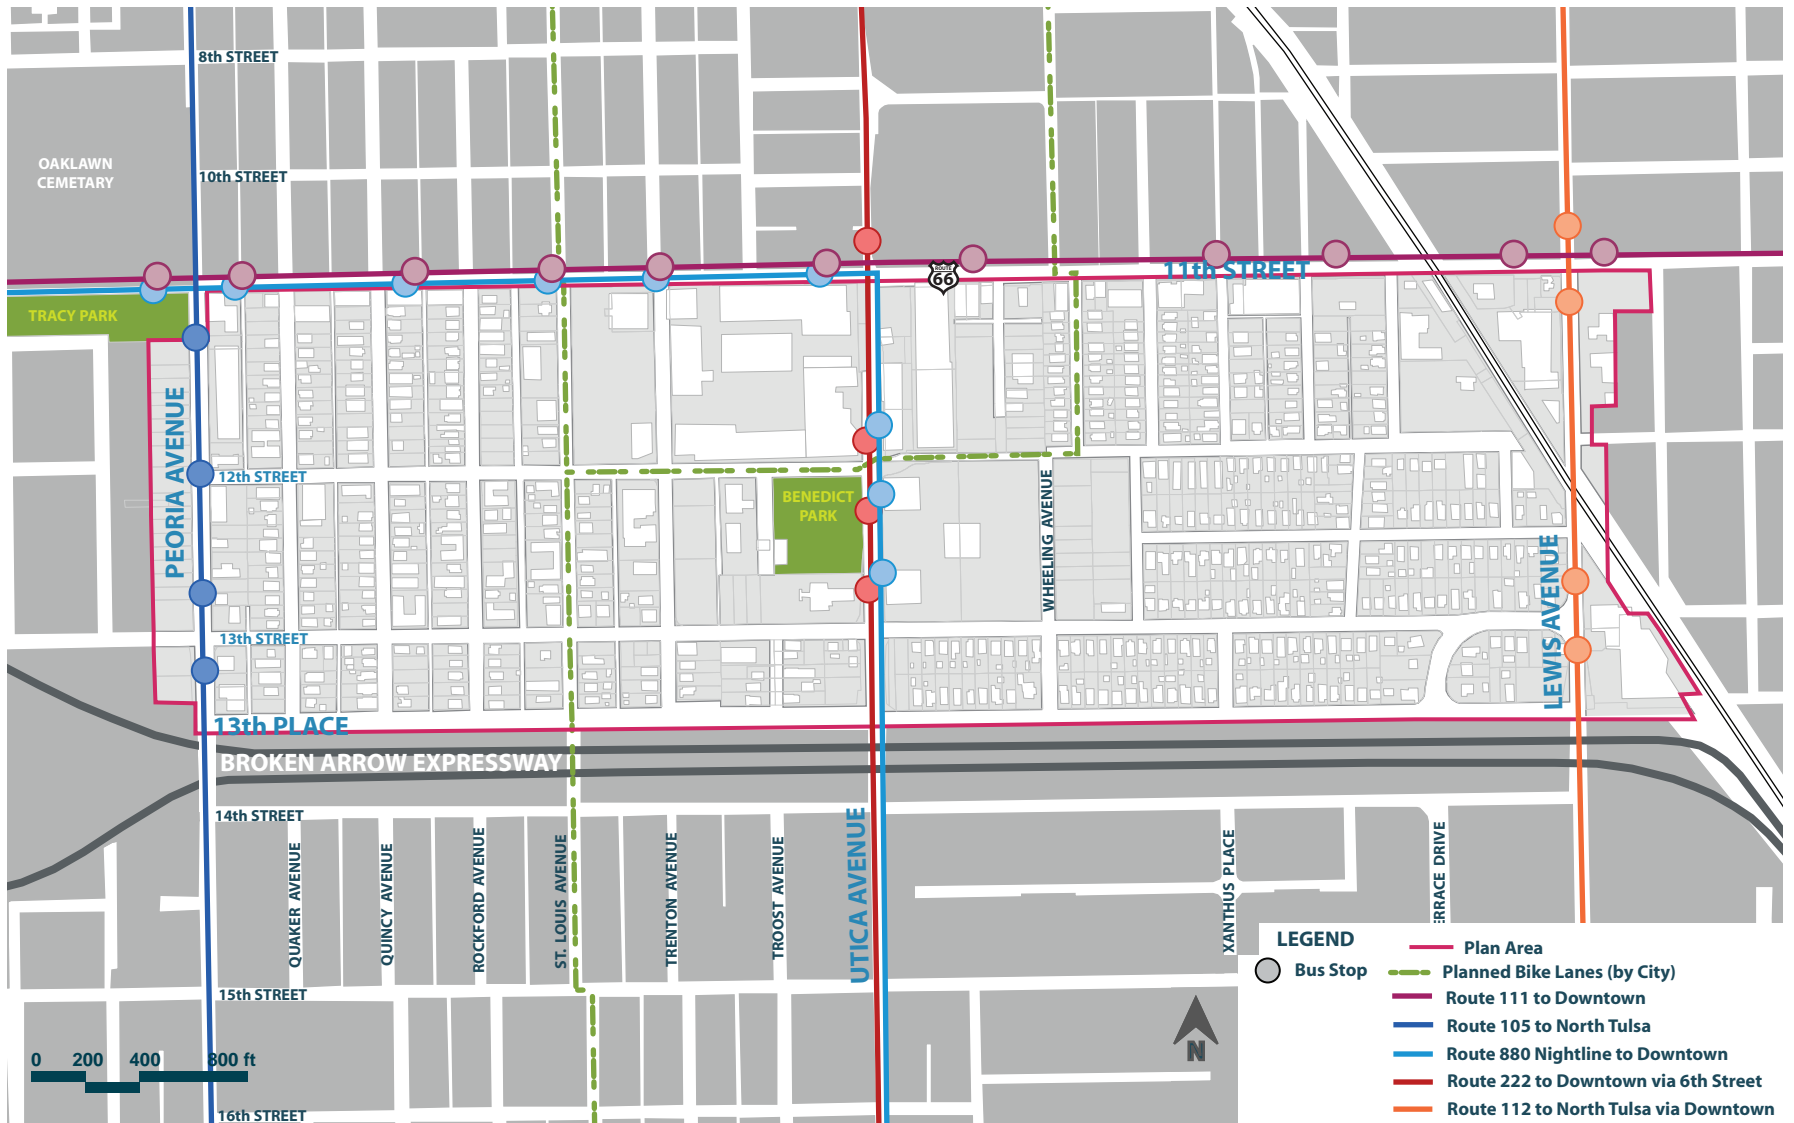 8th STREET
OAKLAWN
CEMETARY
10th STREET
11th STREET
ROUTE
66
TRACY PARK
PEORIA AVENUE
12th STREET
BENEDICT
PARK
WHEELING AVENUE
LEWIS AVENUE
13th STREET
13th PLACE
BROKEN ARROW EXPRESSWAY
14th STREET
QUAKER AVENUE
QUINCY AVENUE
ROCKFORD AVENUE
ST. LOUIS AVENUE
TRENTON AVENUE
TROOST AVENUE
UTICA AVENUE
XANTHUS PLACE
ERRACE DRIVE
15th STREET
16th STREET
0 200 400 800 ft
N
LEGEND
Bus Stop
Plan Area
Planned Bike Lanes (by City)
Route 111 to Downtown
Route 105 to North Tulsa
Route 880 Nightline to Downtown
Route 222 to Downtown via 6th Street
Route 112 to North Tulsa via Downtown